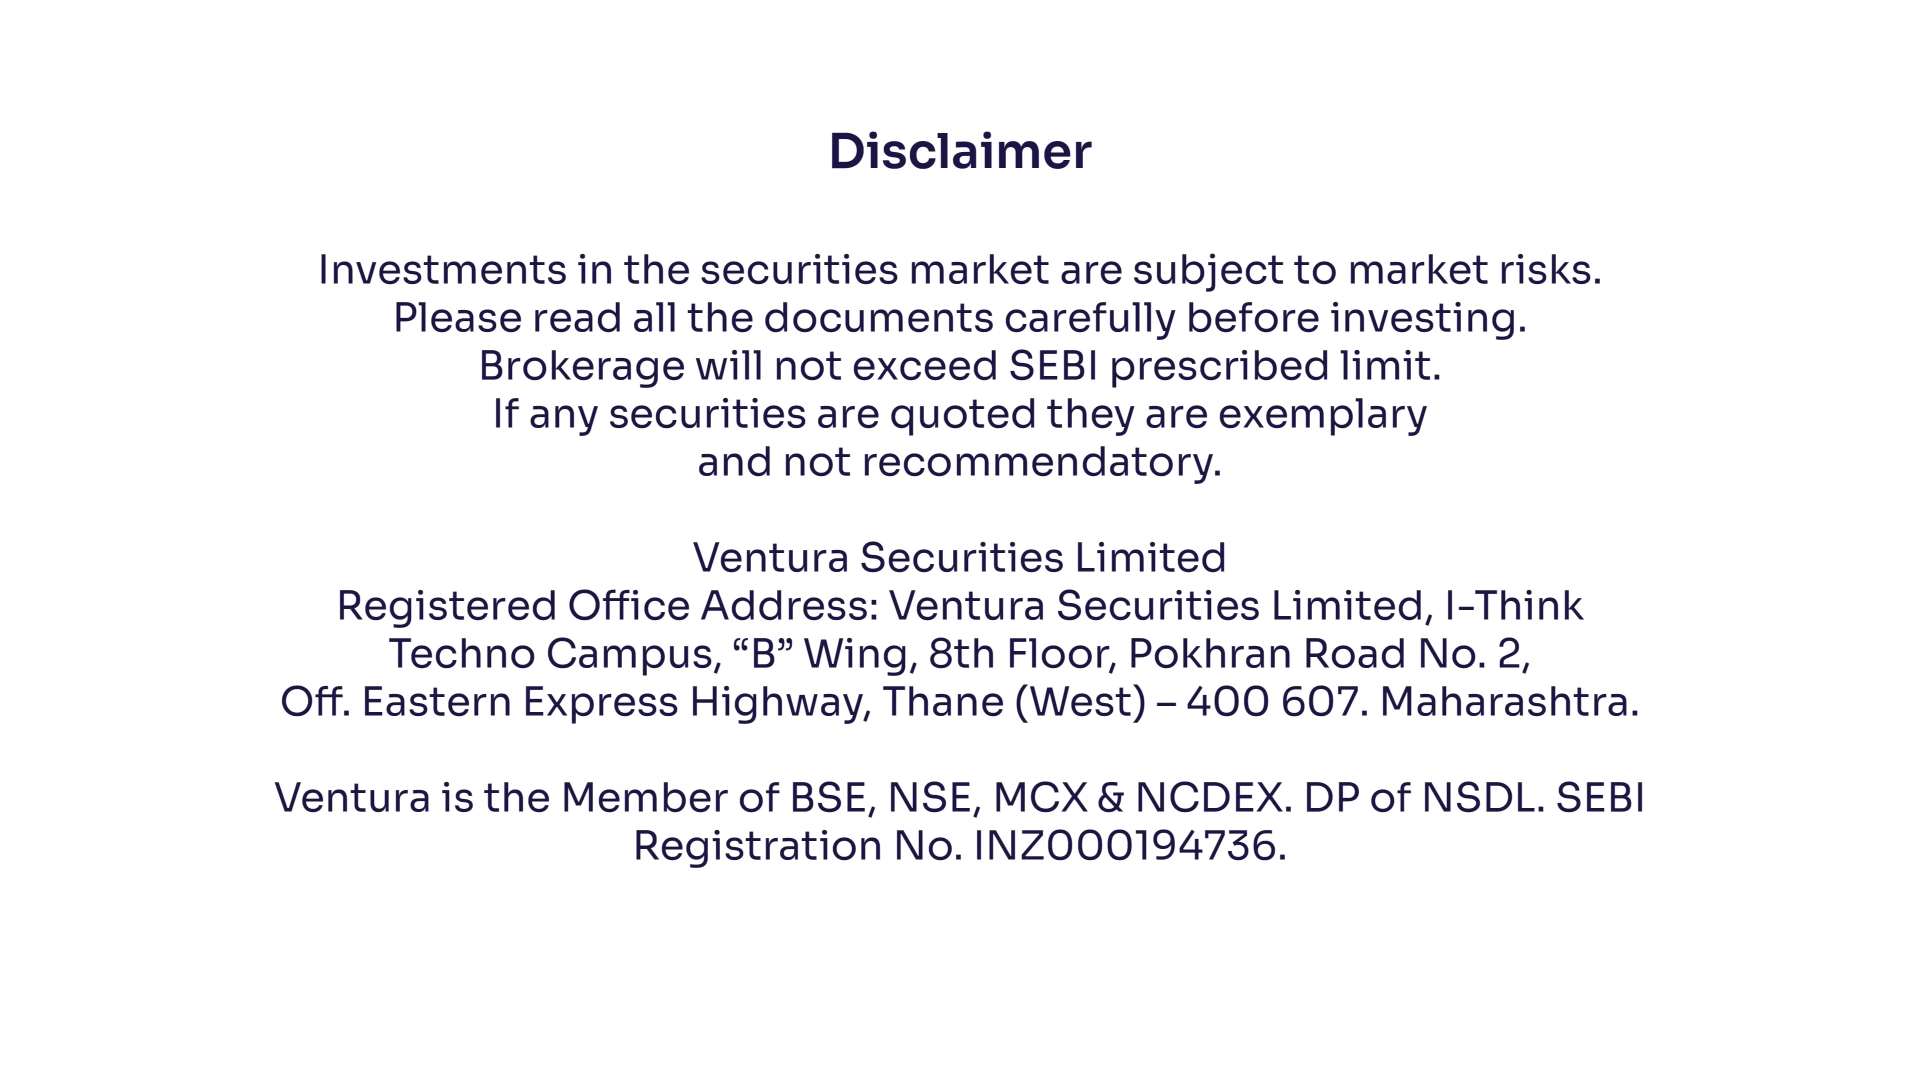 Disclaimer
Investments in the securities market are subject to market risks.
Please read all the documents carefully before investing.
Brokerage will not exceed SEBI prescribed limit.
If any securities are quoted they are exemplary
and not recommendatory.
Ventura Securities Limited
Registered Office Address: Ventura Securities Limited, I-Think
Techno Campus, “B” Wing, 8th Floor, Pokhran Road No. 2,
Off. Eastern Express Highway, Thane (West) – 400 607. Maharashtra.
Ventura is the Member of BSE, NSE, MCX & NCDEX. DP of NSDL. SEBI
Registration No. INZ000194736.